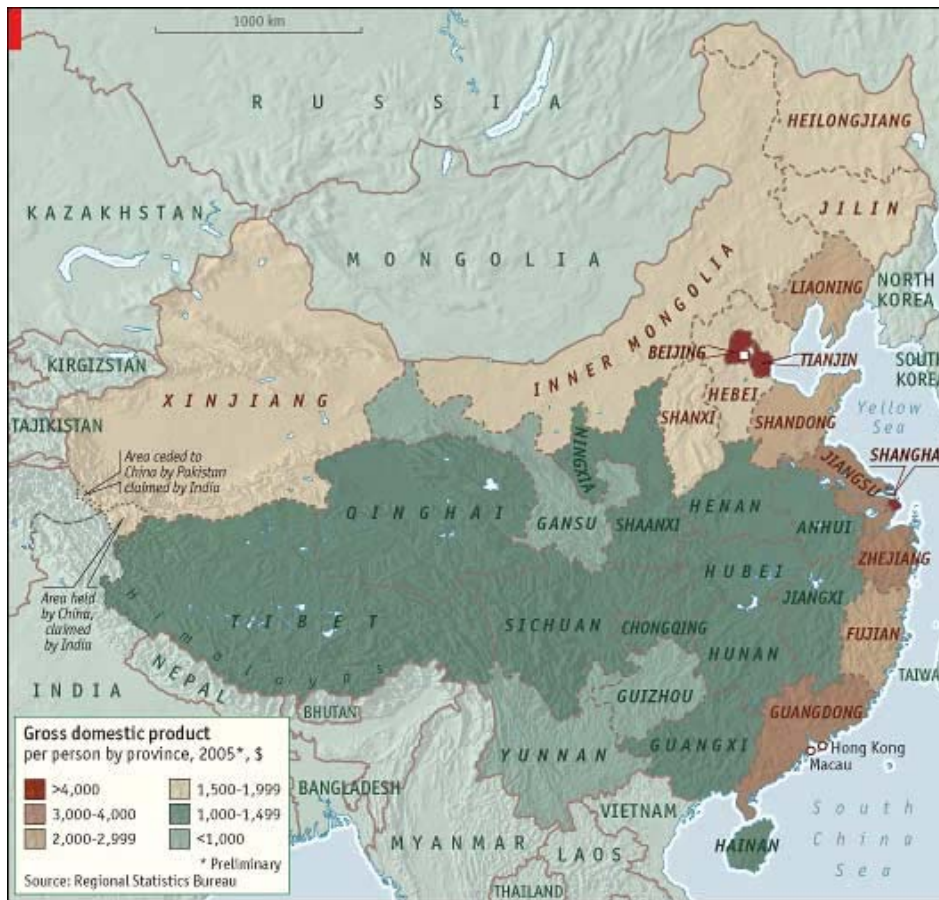 1000 km
R U S S I A
HEILONGJIANG
KAZAKHSTAN
JILIN
M O N G O L I A
INNER MONGOLIA
LIAONING
NORTH
KOREA
KIRGIZSTAN
BEIJING
TIANJIN
SOUTH
KOREA
XINJIANG
HEBEI
SHANXI
SHANDONG
Yellow
Sea
TAJIKISTAN
NINGXIA
Area ceded to
China by Pakistan
claimed by India
JIANGSU
SHANGHA
QINGHAI
GANSU
SHAANXI
HENAN
ANHUI
ZHEJIANG
HUBEI
JIANGXI
Area held
by China,
claimed
by India
Himalayas
TIBET
SICHUAN
CHONGQING
HUNAN
FUJIAN
TAIWA
INDIA
NEPAL
BHUTAN
GUIZHOU
GUANGDONG
YUNNAN
GUANGXI
Hong Kong
Macau
BANGLADESH
VIETNAM
South
China
Sea
MYANMAR
LAOS
HAINAN
THAILAND
Gross domestic product
per person by province, 2005*, $
>4,000 1,500-1,999
3,000-4,000 1,000-1,499
2,000-2,999 <1,000
* Preliminary
Source: Regional Statistics Bureau